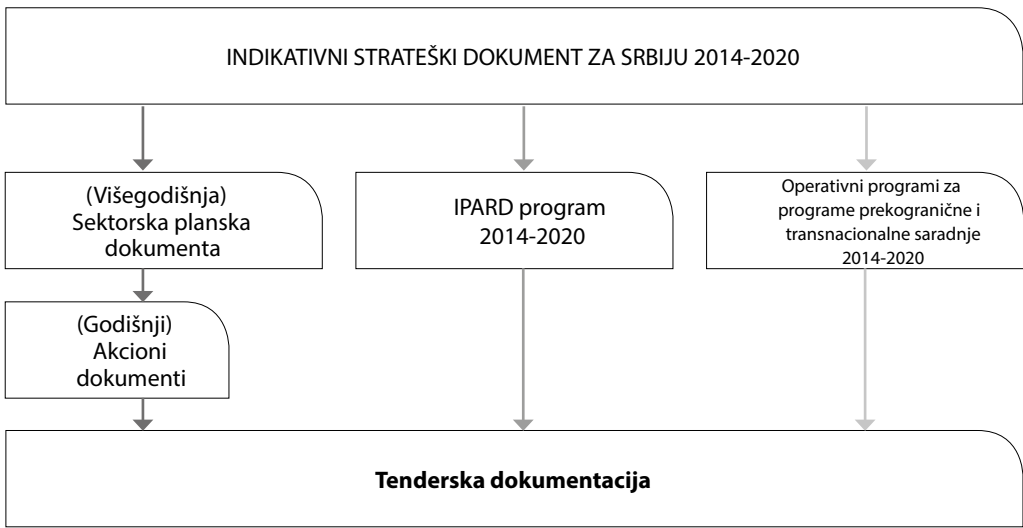 INDIKATIVNI STRATEŠKI DOKUMENT ZA SRBIJU 2014-2020
(Višegodišnja)
Sektorska planska
dokumenta
IPARD program
2014-2020
Operativni programi za
programe prekogranične i
transnacionalne saradnje
2014-2020
(Godišnji)
Akcioni
dokumenti
Tenderska dokumentacija